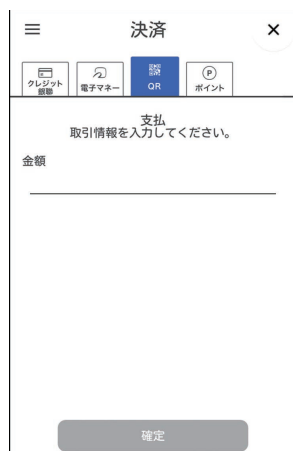 決済
クレジット
銀聯
電子マネー
QR
P
ポイント
支払
取引情報を入力してください。
金額
確定